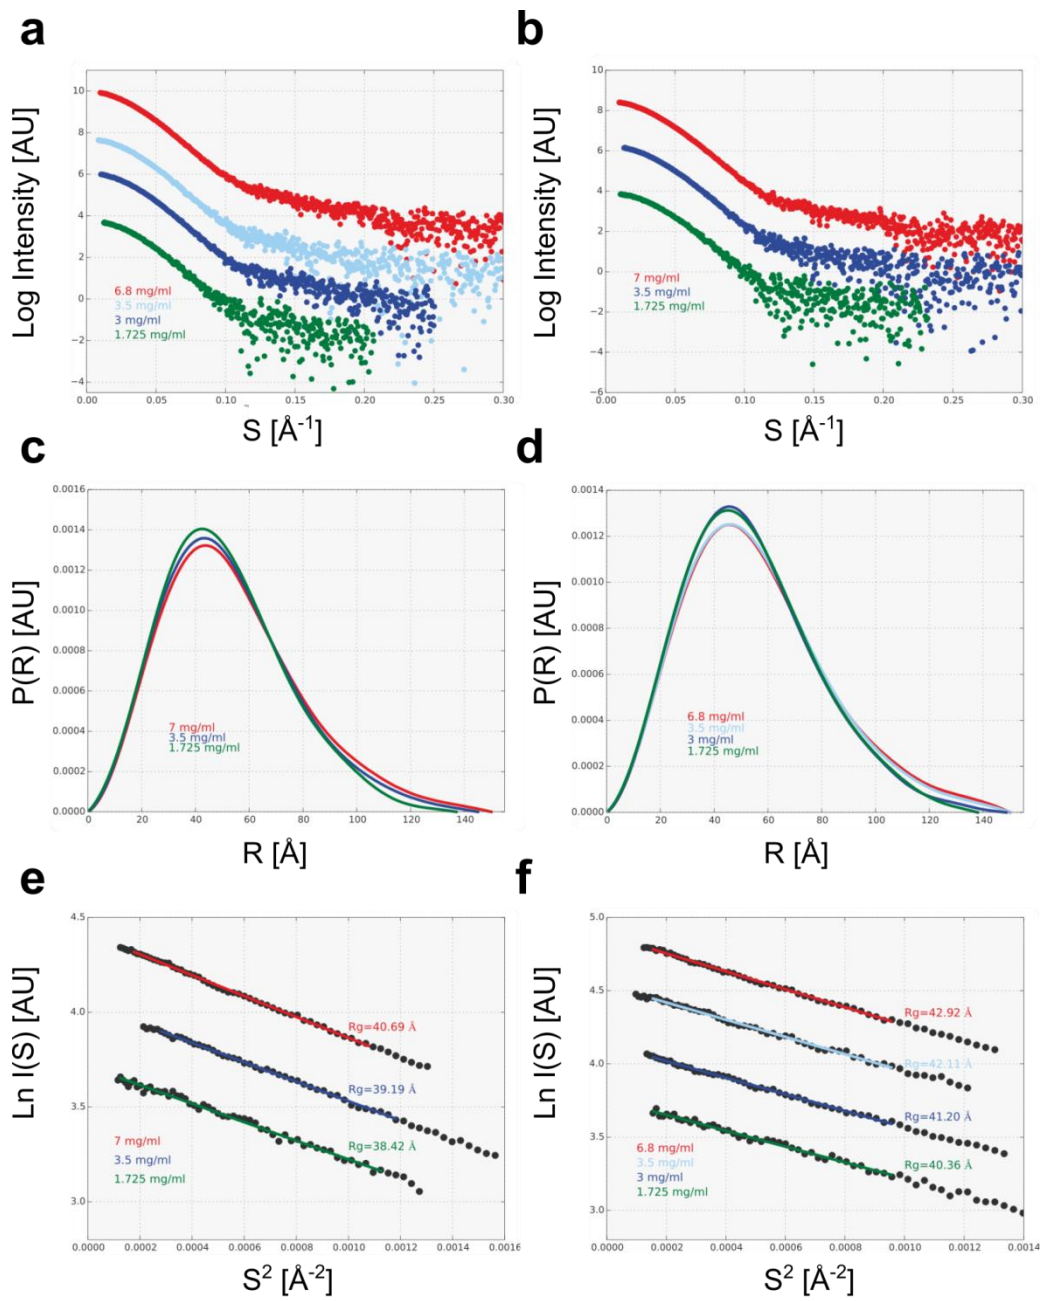 a
Log Intensity [AU]
10
8
6
4
2
0
−2
−4
6.8 mg/ml
3.5 mg/ml
3 mg/ml
1.725 mg/ml
0.00 0.05 0.10 0.15 0.20 0.25 0.30
S [Å-1]
b
Log Intensity [AU]
10
8
6
4
2
0
−2
−4
−6
7 mg/ml
3.5 mg/ml
1.725 mg/ml
0.00 0.05 0.10 0.15 0.20 0.25 0.30
S [Å-1]
c
P(R) [AU]
0.0016
0.0014
0.0012
0.0010
0.0008
0.0006
0.0004
0.0002
0.0000
7 mg/ml
3.5 mg/ml
1.725 mg/ml
0 20 40 60 80 100 120 140
R [Å]
d
P(R) [AU]
0.0014
0.0012
0.0010
0.0008
0.0006
0.0004
0.0002
0.0000
6.8 mg/ml
3.5 mg/ml
3 mg/ml
1.725 mg/ml
0 20 40 60 80 100 120 140
R [Å]
e
Ln I(S) [AU]
4.5
4.0
3.5
3.0
Rg=40.69 Å
Rg=39.19 Å
Rg=38.42 Å
7 mg/ml
3.5 mg/ml
1.725 mg/ml
0.0000 0.0002 0.0004 0.0006 0.0008 0.0010 0.0012 0.0014 0.0016
S2 [Å-2]
f
Ln I(S) [AU]
5.0
4.5
4.0
3.5
3.0
Rg=42.92 Å
Rg=42.11 Å
Rg=41.20 Å
Rg=40.36 Å
6.8 mg/ml
3.5 mg/ml
3 mg/ml
1.725 mg/ml
0.0000 0.0002 0.0004 0.0006 0.0008 0.0010 0.0012 0.0014
S2 [Å-2]